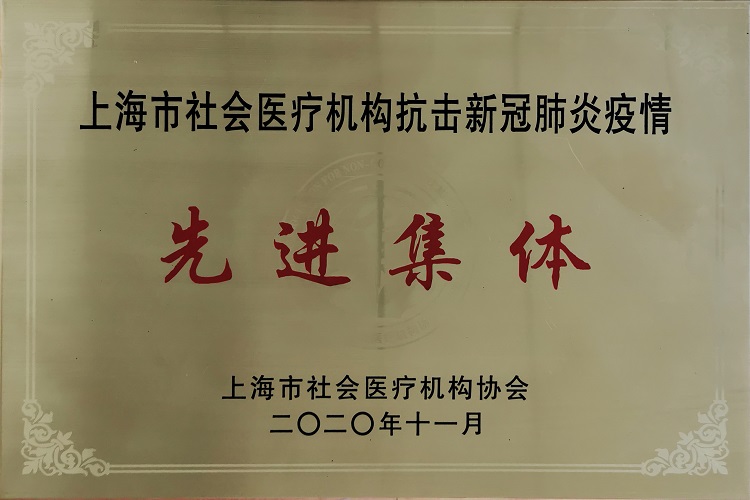 上海市社会医疗机构抗击新冠肺炎疫情
先进集体
上海市社会医疗机构协会
二〇二〇年十一月